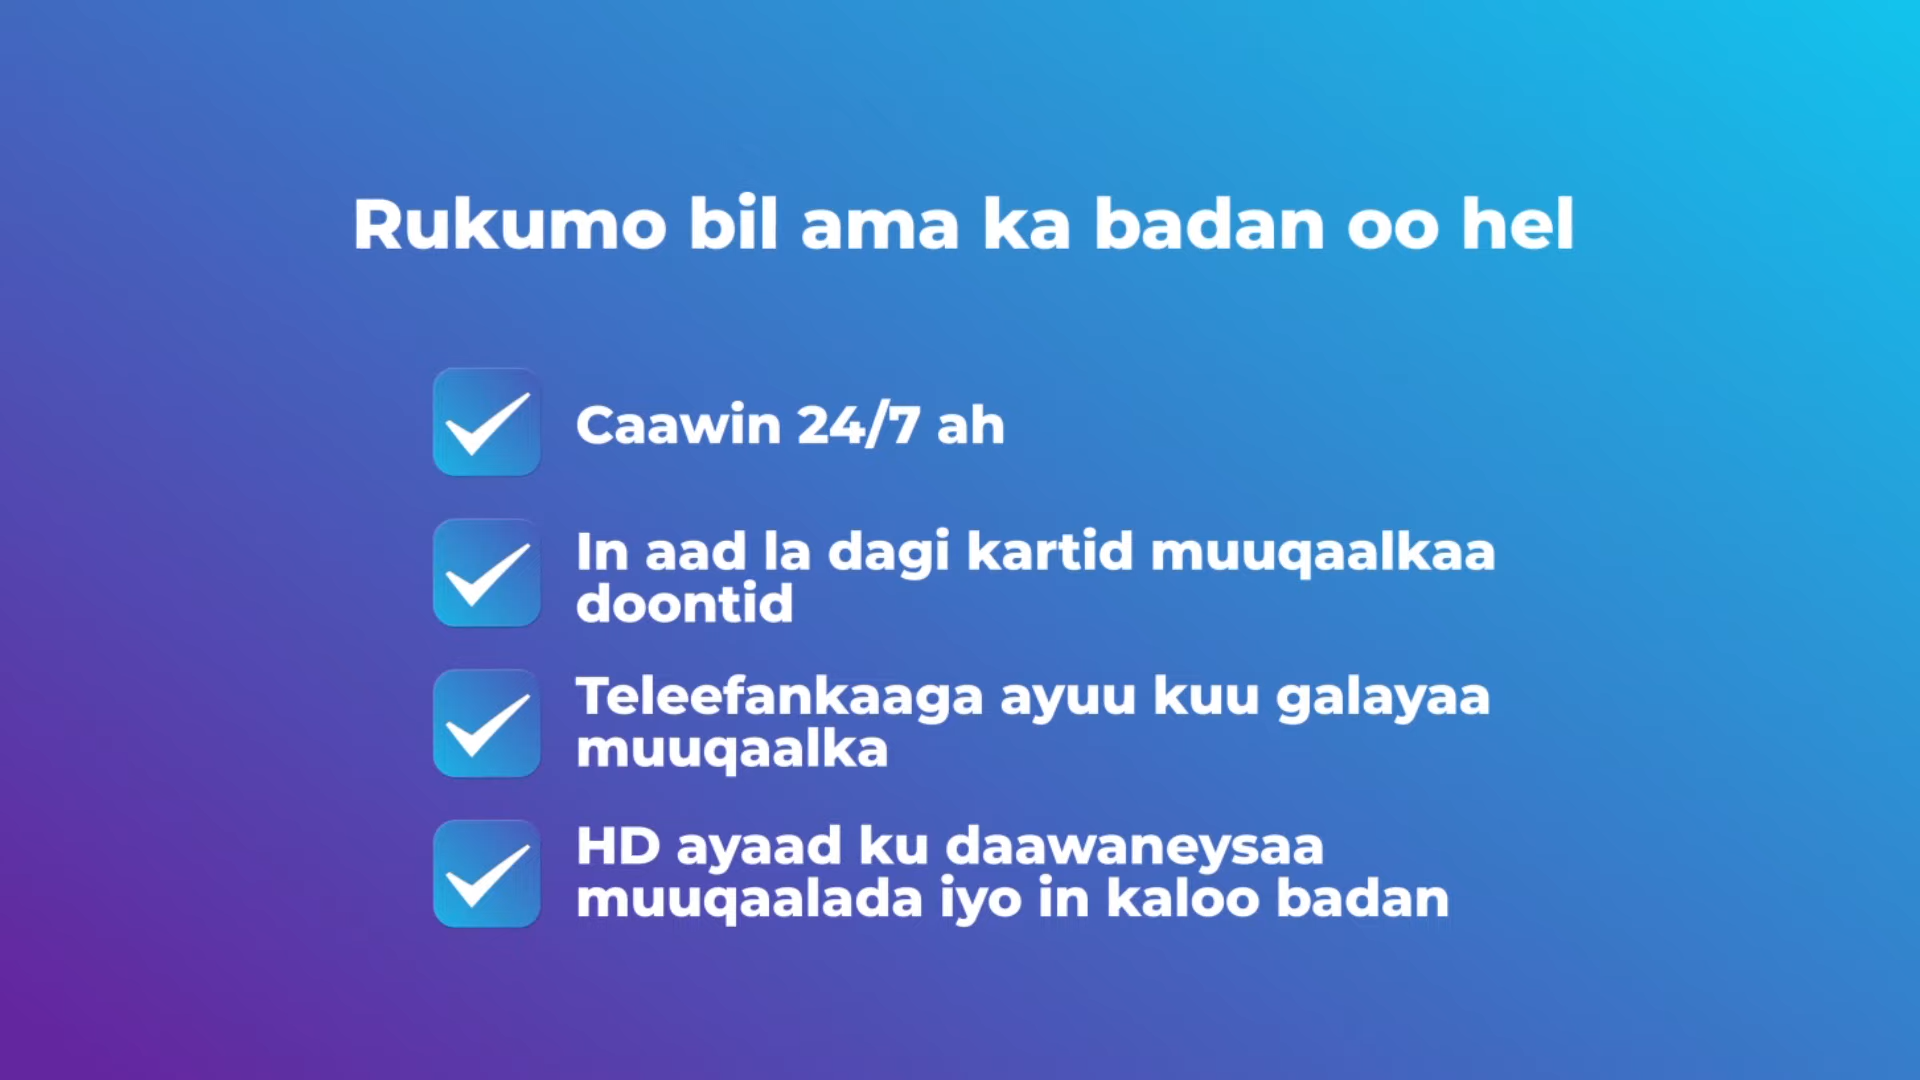 Rukumo bil ama ka badan oo hel
Caawin 24/7 ah
In aad la dagi kartid muuqaalkaa
doontid
Teleefankaaga ayuu kuu galayaa
muuqaalka
HD ayaad ku daawaneysaa
muuqaalada iyo in kaloo badan